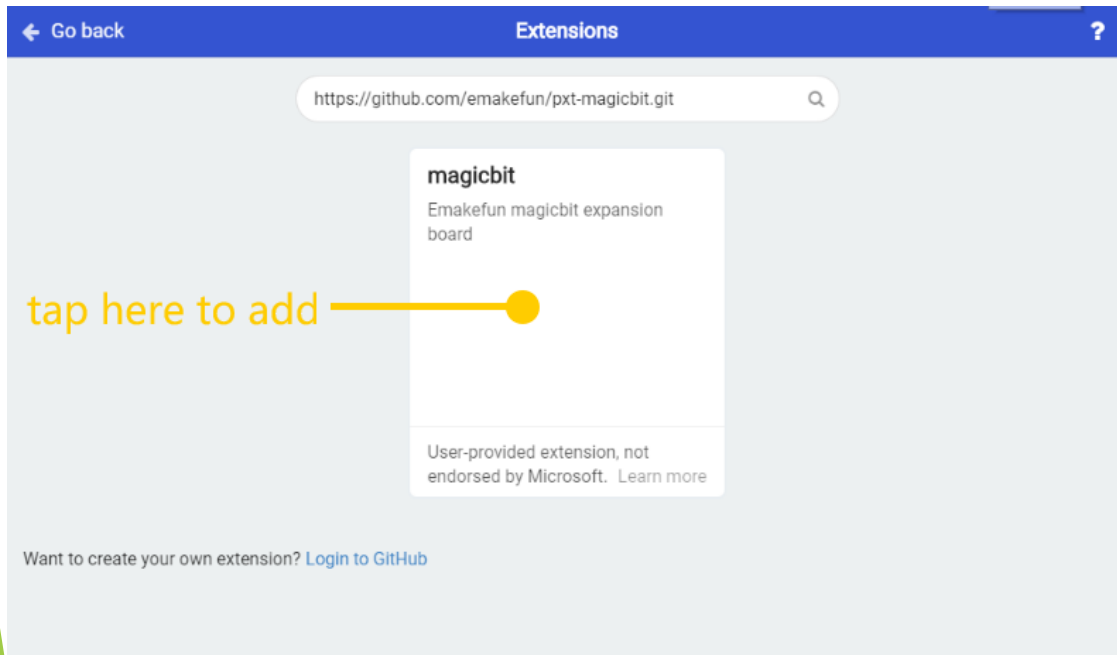 Go back
Extensions
?
https://github.com/emakefun/pxt-magicbit.git
magicbit
Emakefun magicbit expansion
board
tap here to add
User-provided extension, not
endorsed by Microsoft. Learn more
Want to create your own extension? Login to GitHub